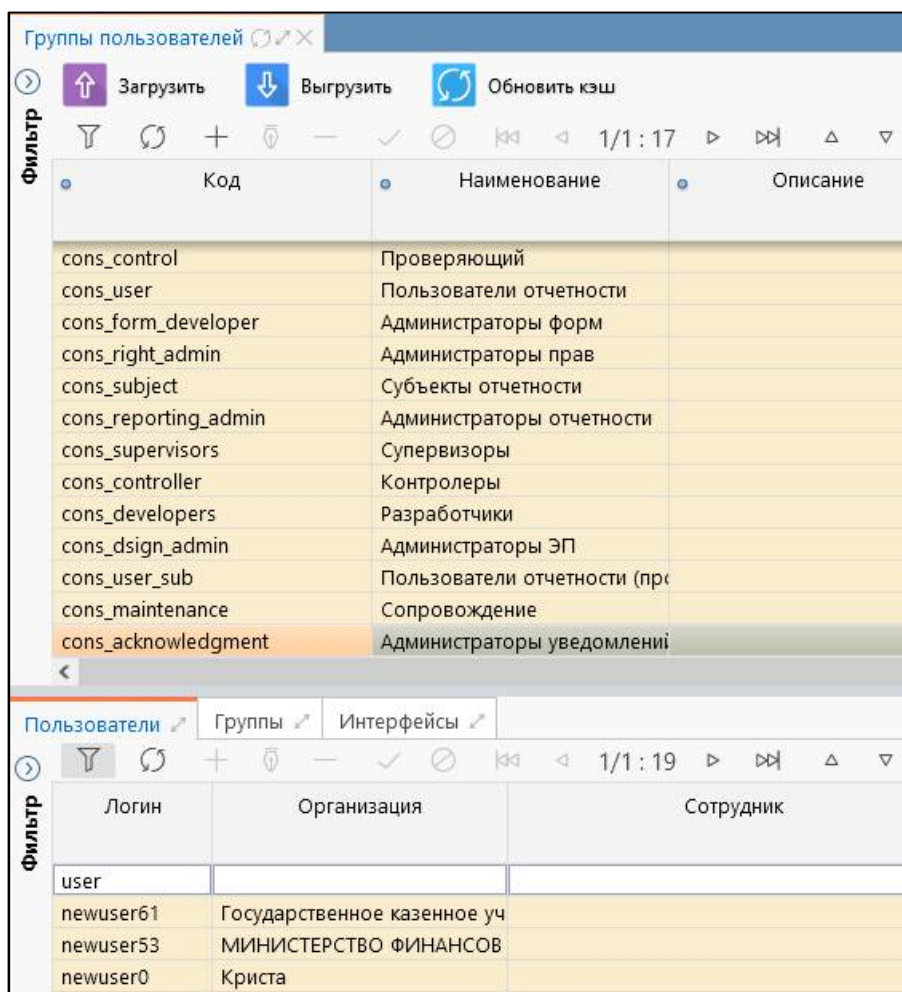 Группы пользователей
Загрузить Выгрузить Обновить кэш
Фильтр
1/1 : 17
Код Наименование Описание
cons_control Проверяющий
cons_user Пользователи отчетности
cons_form_developer Администраторы форм
cons_right_admin Администраторы прав
cons_subject Субъекты отчетности
cons_reporting_admin Администраторы отчетности
cons_supervisors Супервизоры
cons_controller Контролеры
cons_developers Разработчики
cons_dsign_admin Администраторы ЭП
cons_user_sub Пользователи отчетности (про
cons_maintenance Сопровождение
cons_acknowledgment Администраторы уведомлений
Пользователи Группы Интерфейсы
Фильтр
1/1 : 19
Логин Организация Сотрудник
user
newuser61 Государственное казенное уч
newuser53 МИНИСТЕРСТВО ФИНАНСОВ
newuser0 Криста